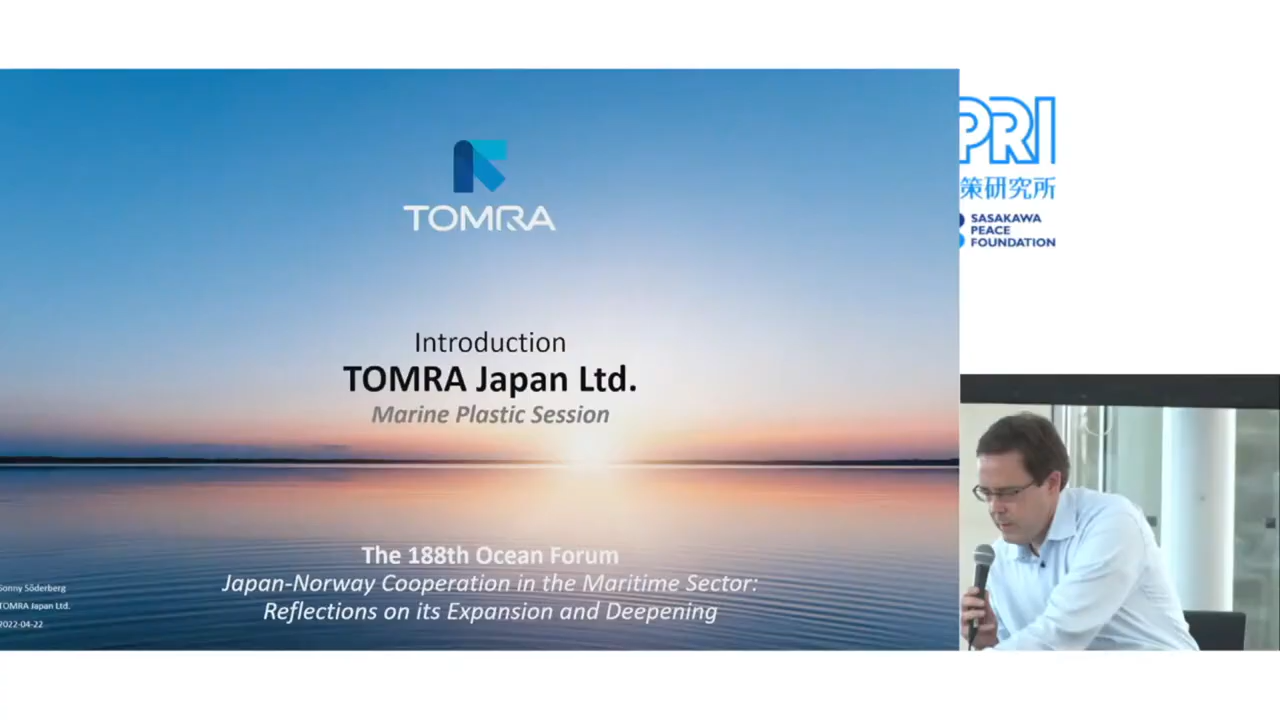 TOMRA
Introduction
TOMRA Japan Ltd.
Marine Plastic Session
The 188th Ocean Forum
Japan-Norway Cooperation in the Maritime Sector:
Reflections on its Expansion and Deepening
Sonny Söderberg
TOMRA Japan Ltd.
2022-04-22
PRI
策研究所
SASAKAWA
PEACE
FOUNDATION